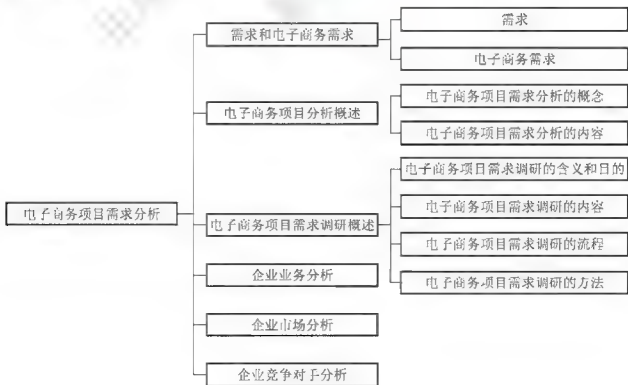 电子商务项目需求分析
需求和电子商务需求
需求
电子商务需求
电子商务项目分析概述
电子商务项目需求分析的概念
电子商务项目需求分析的内容
电子商务项目需求调研概述
电子商务项目需求调研的含义和目的
电子商务项目需求调研的内容
电子商务项目需求调研的流程
电子商务项目需求调研的方法
企业业务分析
企业市场分析
企业竞争对手分析